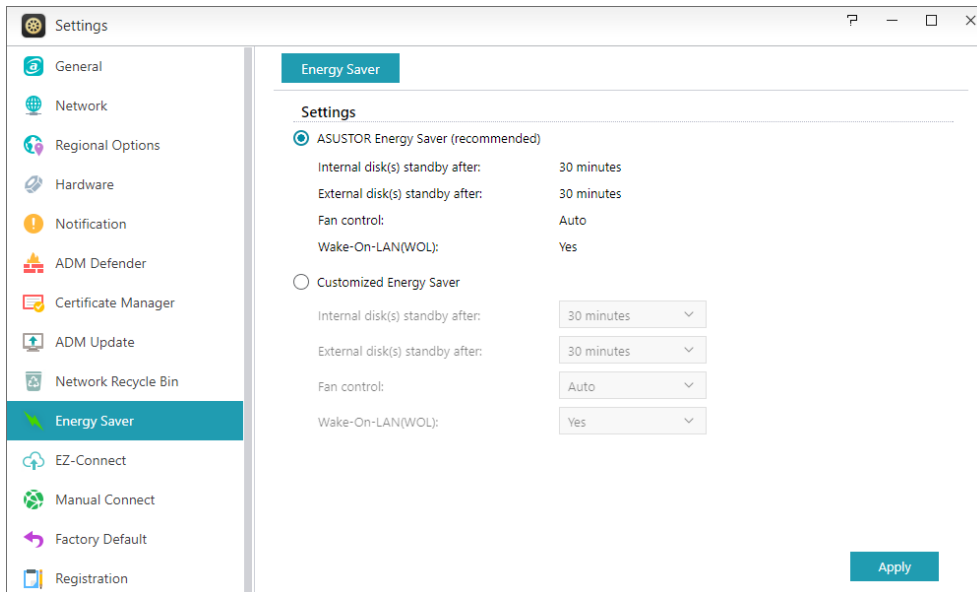 Settings
General
Network
Regional Options
Hardware
Notification
ADM Defender
Certificate Manager
ADM Update
Network Recycle Bin
Energy Saver
EZ-Connect
Manual Connect
Factory Default
Registration
Energy Saver
Settings
ASUSTOR Energy Saver (recommended)
Internal disk(s) standby after: 30 minutes
External disk(s) standby after: 30 minutes
Fan control: Auto
Wake-On-LAN(WOL): Yes
Customized Energy Saver
Internal disk(s) standby after: 30 minutes
External disk(s) standby after: 30 minutes
Fan control: Auto
Wake-On-LAN(WOL): Yes
Apply